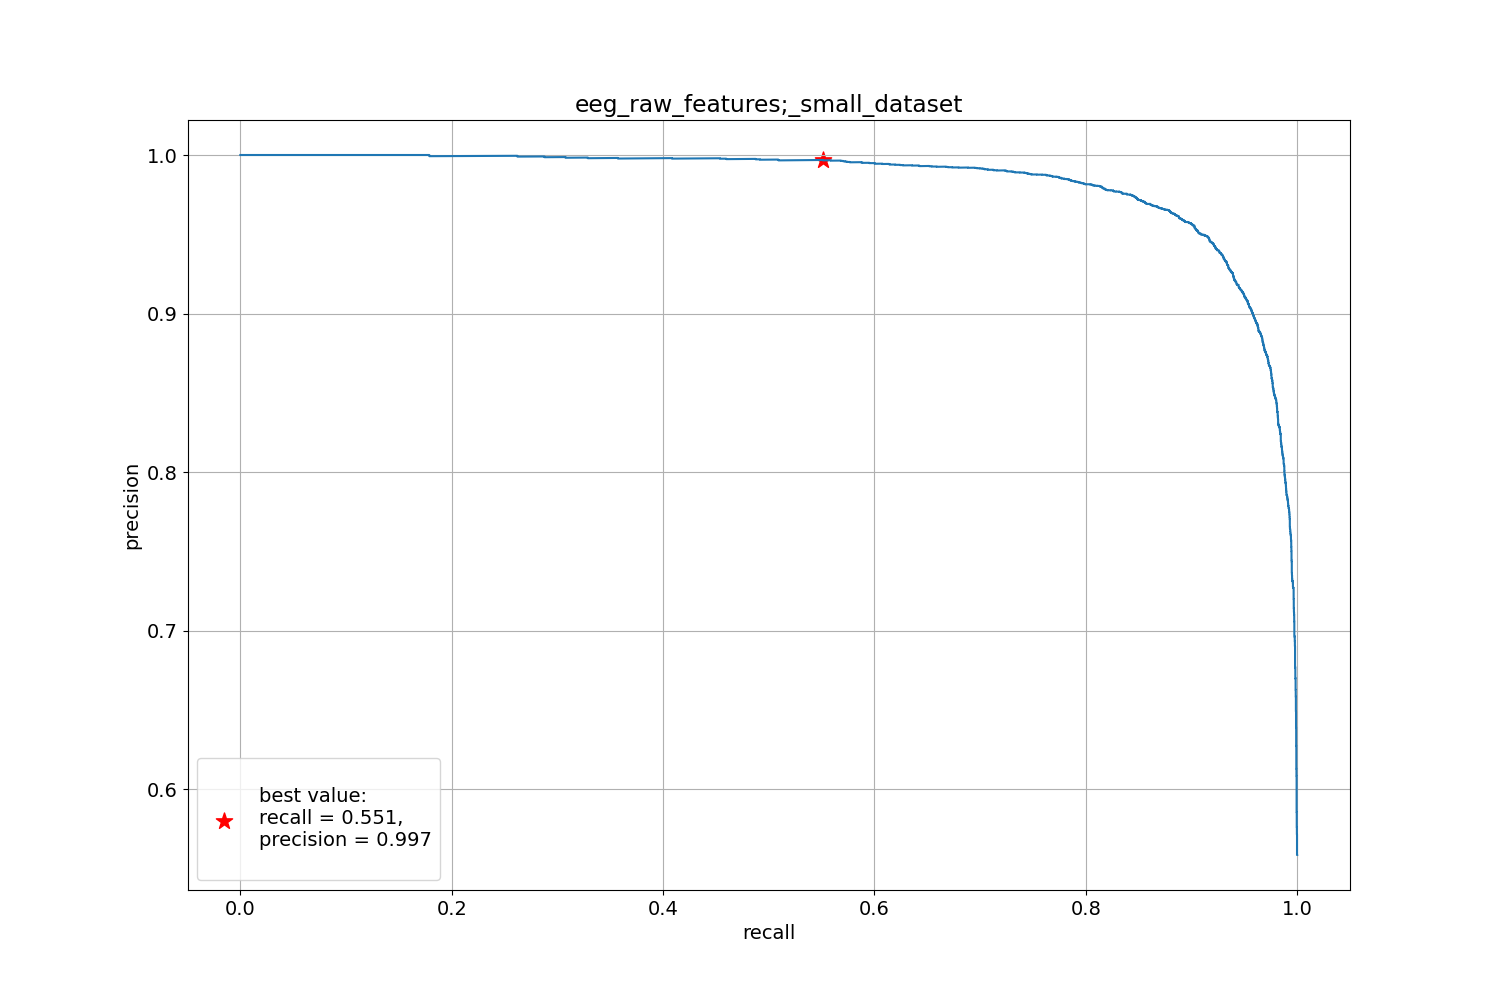 eeg_raw_features;_small_dataset
1.0
0.9
0.8
0.7
0.6
precision
best value:
recall = 0.551,
precision = 0.997
0.0 0.2 0.4 0.6 0.8 1.0
recall